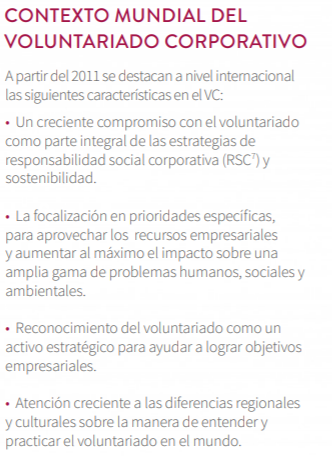 CONTEXTO MUNDIAL DEL
VOLUNTARIADO CORPORATIVO
A partir del 2011 se destacan a nivel internacional
las siguientes características en el VC:
• Un creciente compromiso con el voluntariado
como parte integral de las estrategias de
responsabilidad social corporativa (RSC⁷) y
sostenibilidad.
• La focalización en prioridades específicas,
para aprovechar los recursos empresariales
y aumentar al máximo el impacto sobre una
amplia gama de problemas humanos, sociales y
ambientales.
• Reconocimiento del voluntariado como un
activo estratégico para ayudar a lograr objetivos
empresariales.
• Atención creciente a las diferencias regionales
y culturales sobre la manera de entender y
practicar el voluntariado en el mundo.